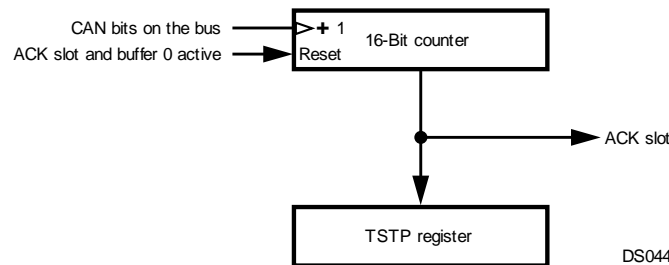 CAN bits on the bus
+ 1
16-Bit counter
ACK slot and buffer 0 active
Reset
ACK slot
TSTP register
DS044